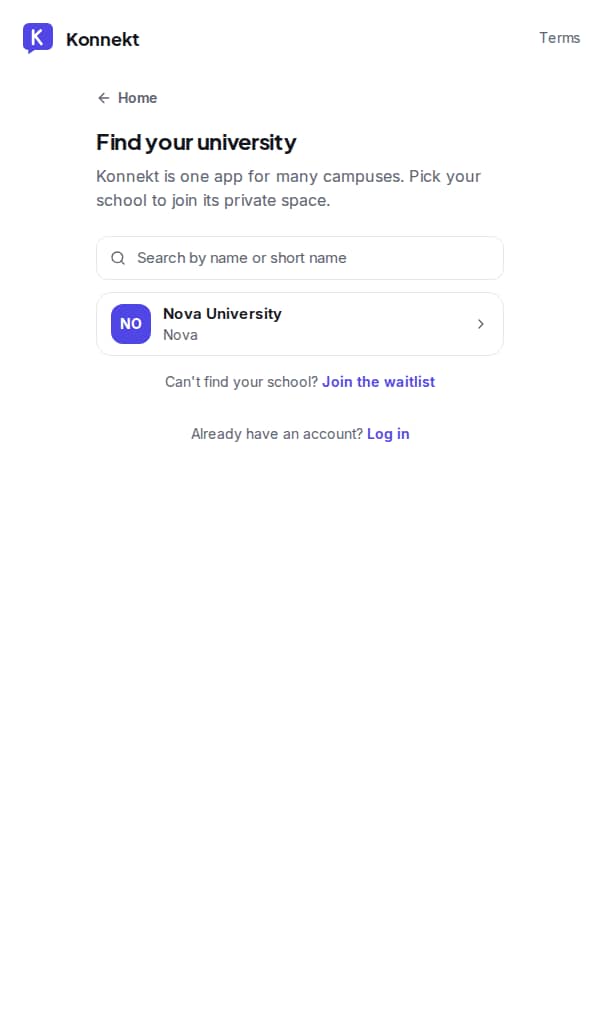 K
Konnekt
Terms
Home
Find your university
Konnekt is one app for many campuses. Pick your
school to join its private space.
Search by name or short name
NO
Nova University
Nova
Can't find your school? Join the waitlist
Already have an account? Log in